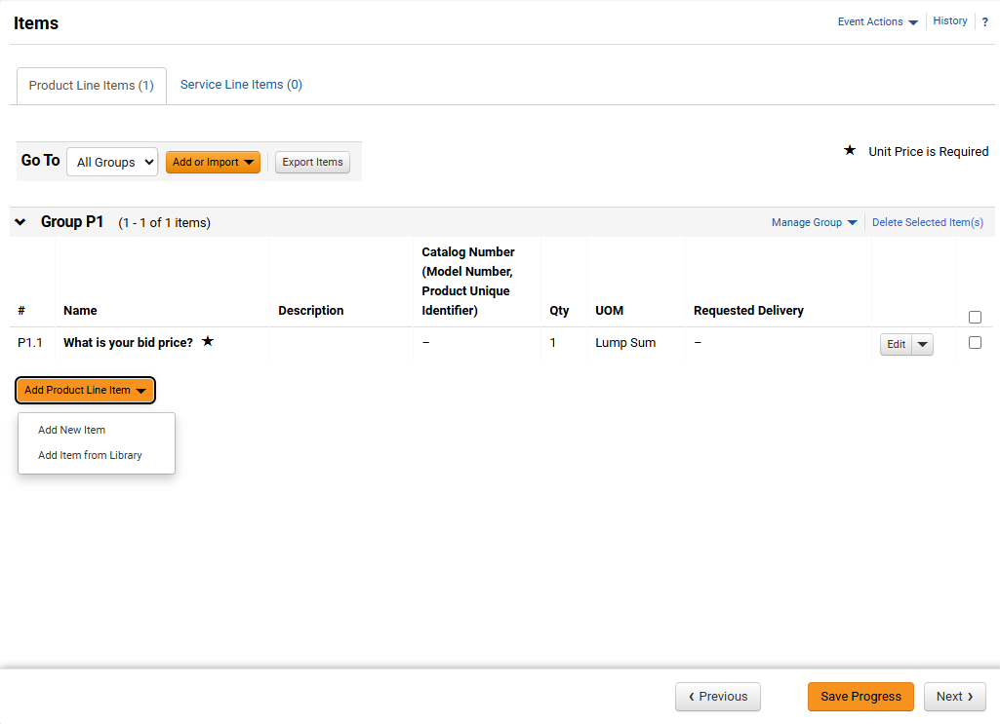 Items
Event Actions
History
?
Product Line Items (1)
Service Line Items (0)
Go To
All Groups
Add or Import
Export Items
★ Unit Price is Required
Group P1 (1 - 1 of 1 items)
Manage Group
Delete Selected Item(s)
# Name Description Catalog Number
(Model Number,
Product Unique
Identifier) Qty UOM Requested Delivery
P1.1 What is your bid price? ★ – 1 Lump Sum – Edit
Add Product Line Item
Add New Item
Add Item from Library
‹ Previous
Save Progress
Next ›